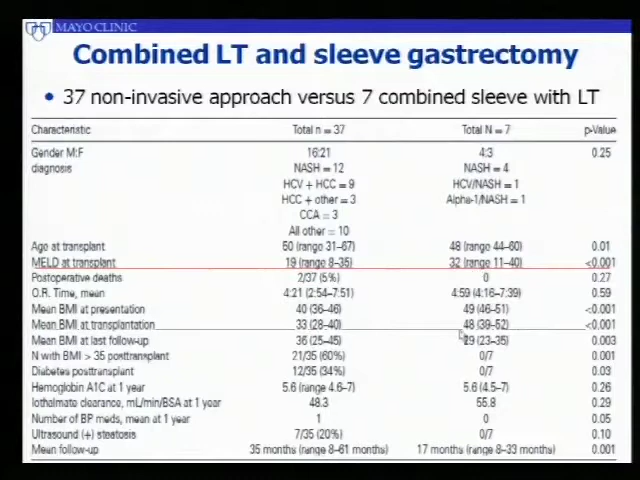 MAYO CLINIC
Combined LT and sleeve gastrectomy
• 37 non-invasive approach versus 7 combined sleeve with LT
Characteristic Total n = 37 Total N = 7 p-Value
Gender M:F 16:21 4:3 0.25
diagnosis NASH = 12 NASH = 4
HCV + HCC = 9 HCV/NASH = 1
HCC + other = 3 Alpha-1/NASH = 1
CCA = 3
All other = 10
Age at transplant 50 (range 31–67) 48 (range 44–60) 0.01
MELD at transplant 19 (range 8–35) 32 (range 11–40) <0.001
Postoperative deaths 2/37 (5%) 0 0.27
O.R. Time, mean 4:21 (2:54–7:51) 4:59 (4:16–7:39) 0.59
Mean BMI at presentation 40 (36–46) 49 (46–51) <0.001
Mean BMI at transplantation 33 (28–40) 48 (39–52) <0.001
Mean BMI at last follow-up 36 (25–45) 29 (23–35) 0.003
N with BMI > 35 posttransplant 21/35 (60%) 0/7 0.001
Diabetes posttransplant 12/35 (34%) 0/7 0.03
Hemoglobin A1C at 1 year 5.6 (range 4.6–7) 5.6 (4.5–7) 0.26
Iothalmate clearance, mL/min/BSA at 1 year 48.3 55.8 0.29
Number of BP meds, mean at 1 year 1 0 0.05
Ultrasound (+) steatosis 7/35 (20%) 0/7 0.10
Mean follow-up 35 months (range 8–61 months) 17 months (range 8–33 months) 0.001